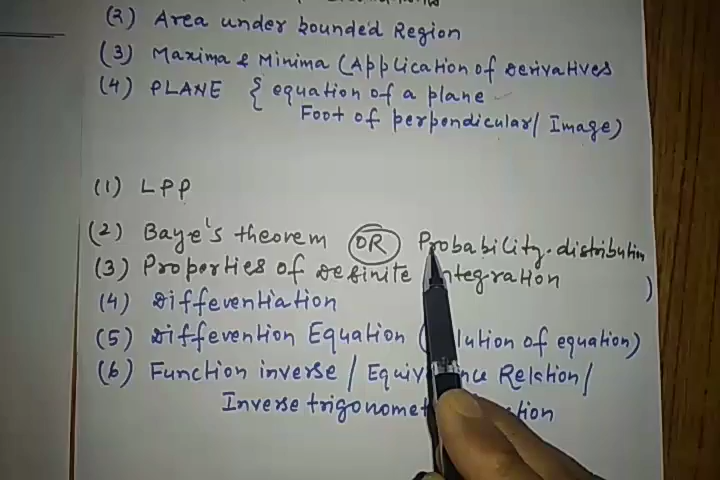 (2) Area under bounded Region
(3) Maxima & Minima (Application of Derivatives
(4) PLANE { equation of a plane
Foot of perpendicular/ Image)
(1) LPP
(2) Baye's theorem OR Probability distribution
(3) Properties of Definite Integration )
(4) Differentiation
(5) Differention Equation ( lution of equation)
(6) Function inverse / Equiv nce Relation/
Inverse trigonomet